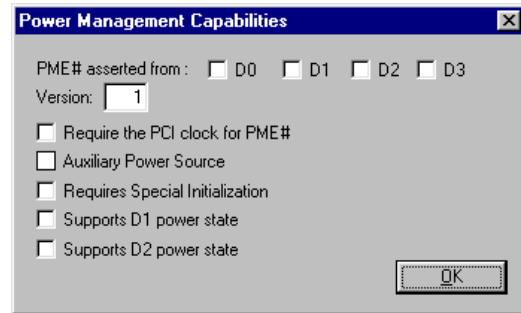 Power Management Capabilities
PME# asserted from : D0 D1 D2 D3
Version: 1
Require the PCI clock for PME#
Auxiliary Power Source
Requires Special Initialization
Supports D1 power state
Supports D2 power state
OK